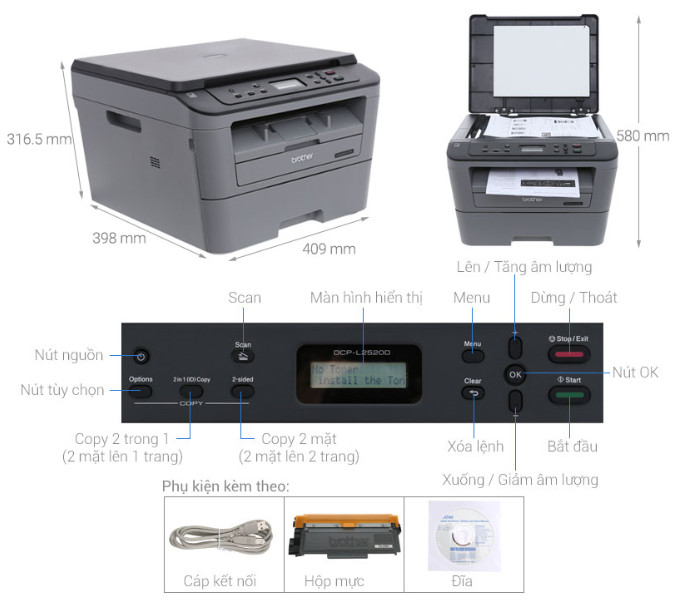 316.5 mm
398 mm
409 mm
580 mm
brother
brother
Lên / Tăng âm lượng
Scan
Màn hình hiển thị
Menu
Dừng / Thoát
Nút nguồn
Scan
DCP-L2520D
Menu
+
Stop / Exit
No Toner
install the Ton
OK
Nút OK
Nút tùy chọn
Options
2 in 1 (ID) Copy
2-sided
Clear
Start
COPY
–
Copy 2 trong 1
(2 mặt lên 1 trang)
Copy 2 mặt
(2 mặt lên 2 trang)
Xóa lệnh
Bắt đầu
Xuống / Giảm âm lượng
Phụ kiện kèm theo:
brother
Cáp kết nối
Hộp mực
Đĩa